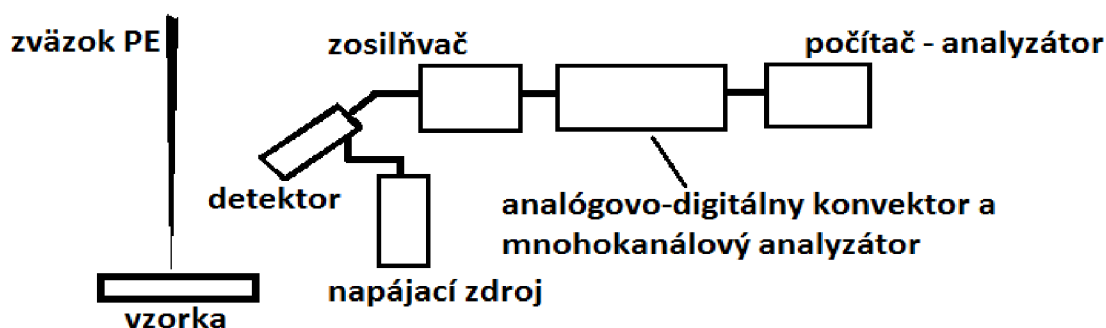 zväzok PE
zosilňvač
počítač - analyzátor
detektor
analógovo-digitálny konvektor a
mnohokanálový analyzátor
napájací zdroj
vzorka